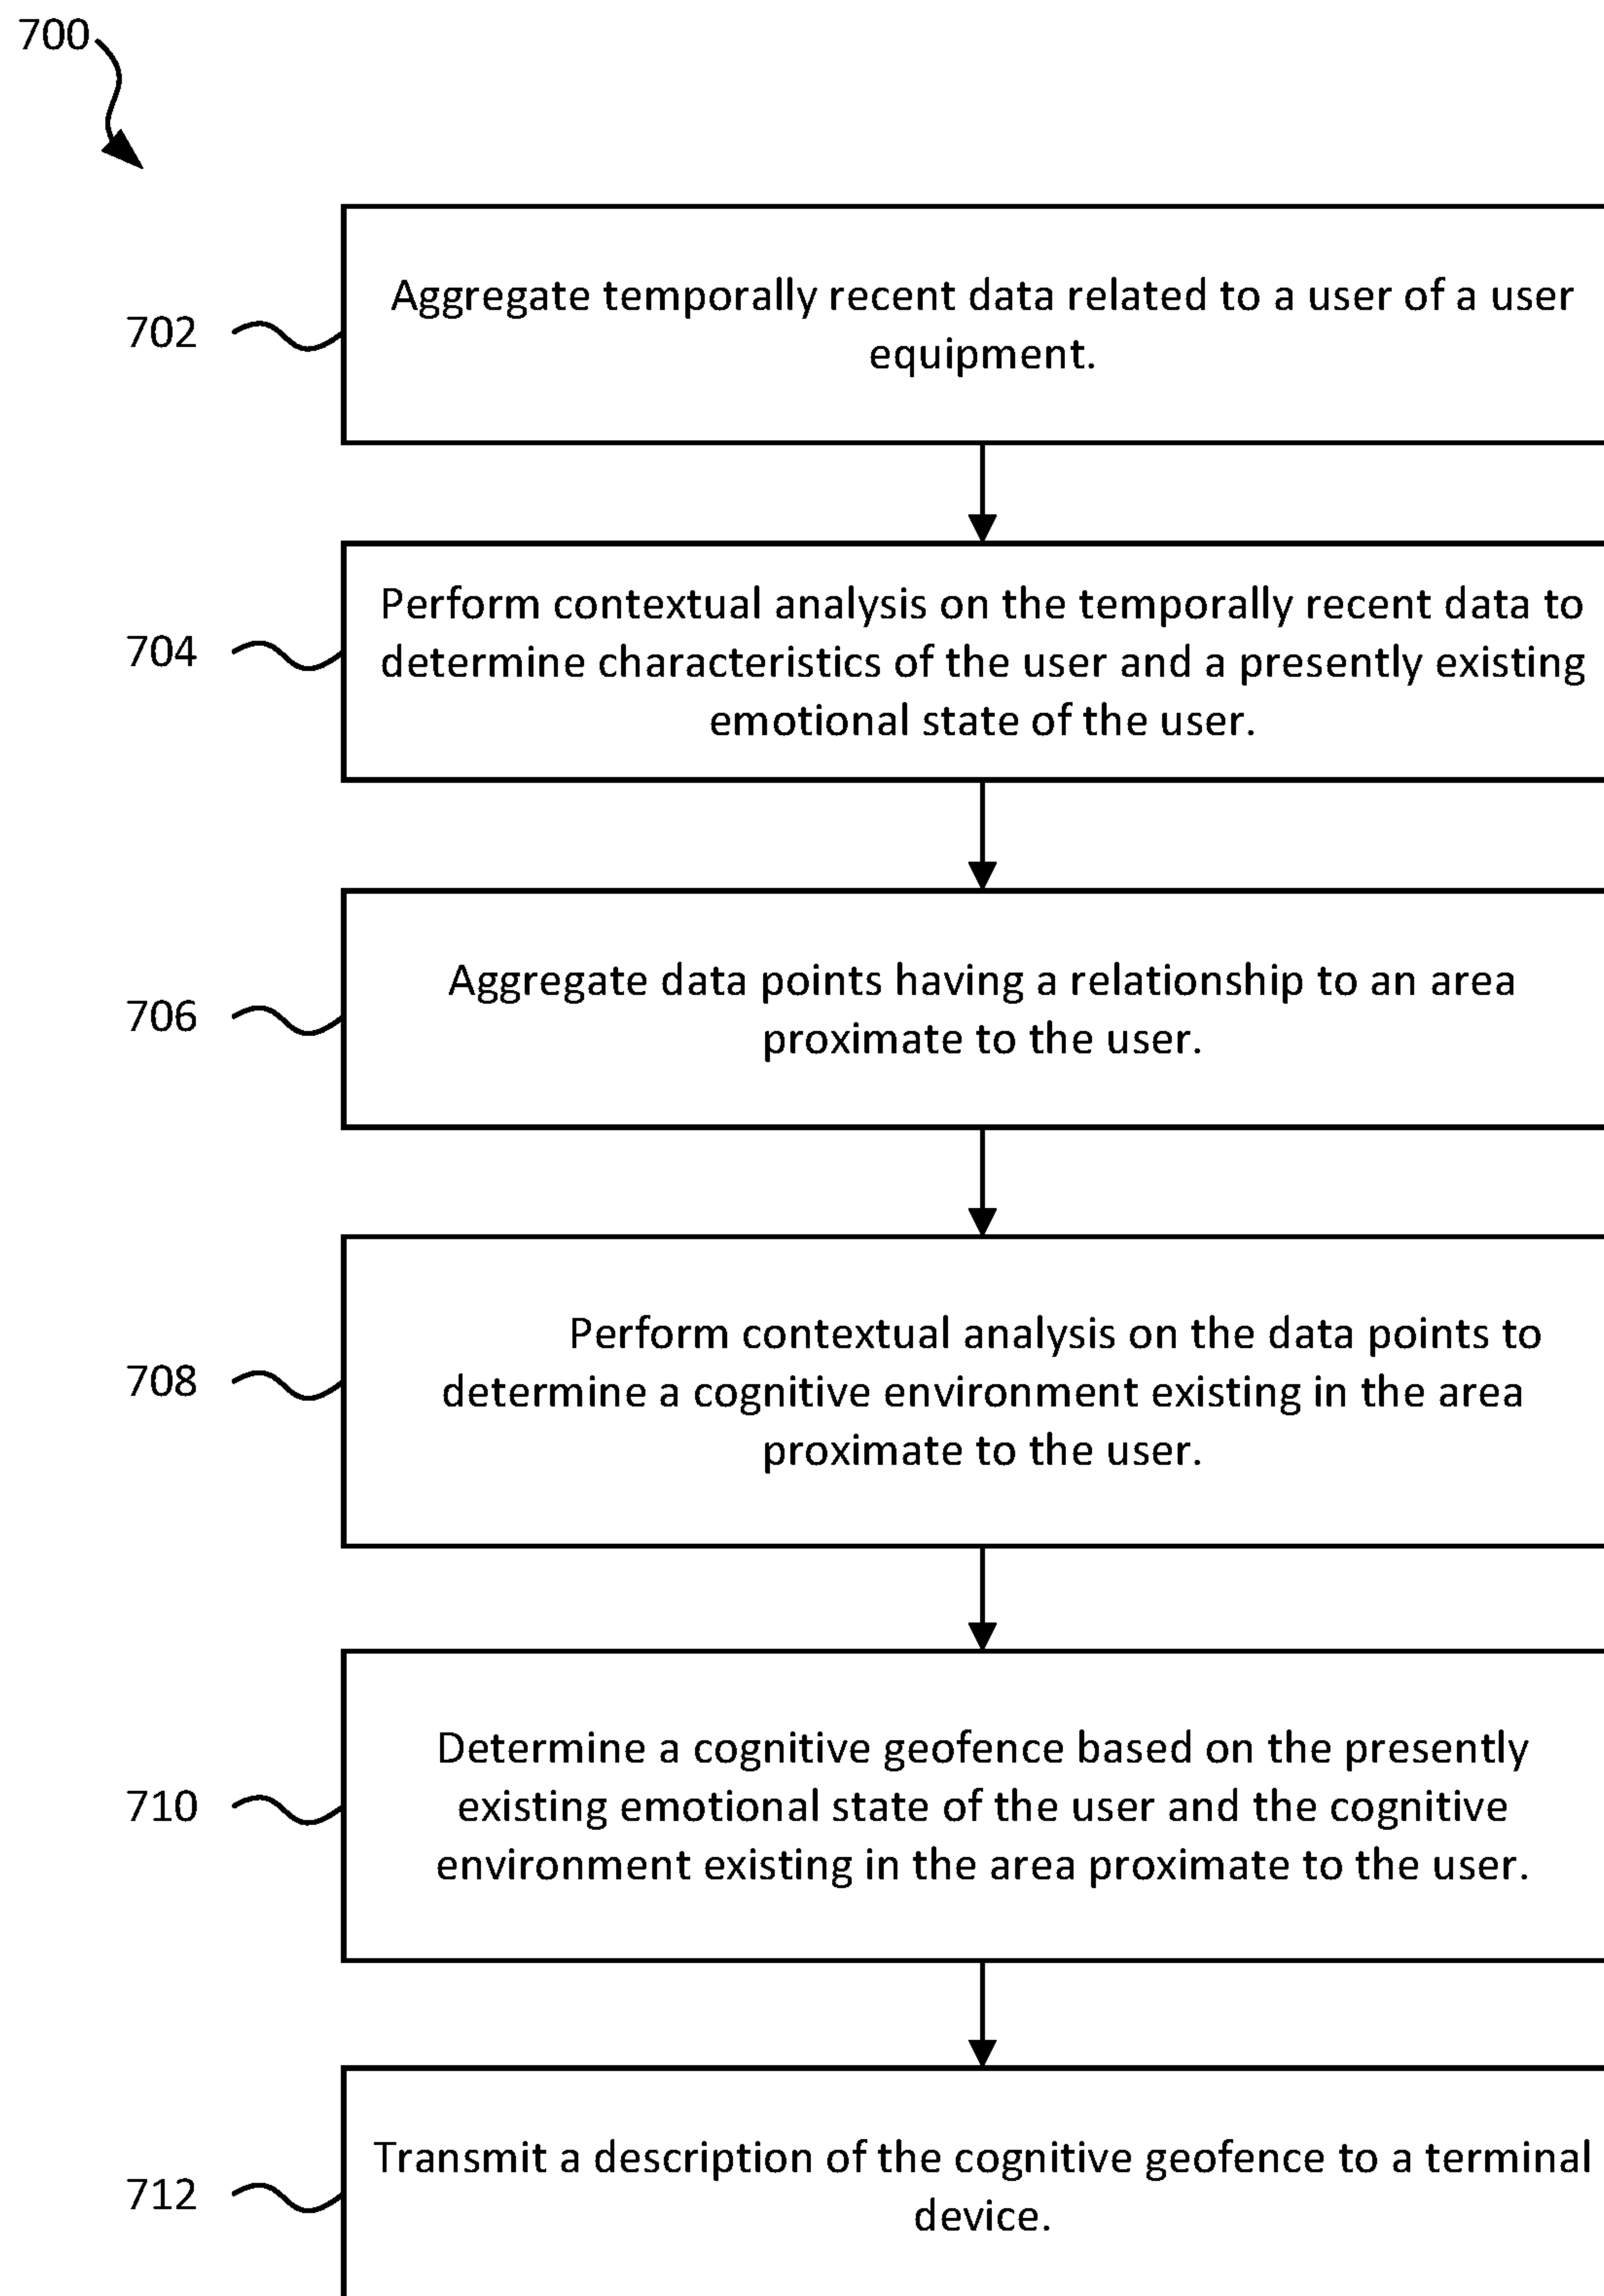 700
Aggregate temporally recent data related to a user of a user
equipment.
702
Perform contextual analysis on the temporally recent data to
determine characteristics of the user and a presently existing
emotional state of the user.
704
Aggregate data points having a relationship to an area
proximate to the user.
706
Perform contextual analysis on the data points to
determine a cognitive environment existing in the area
proximate to the user.
708
Determine a cognitive geofence based on the presently
existing emotional state of the user and the cognitive
environment existing in the area proximate to the user.
710
Transmit a description of the cognitive geofence to a terminal
device.
712